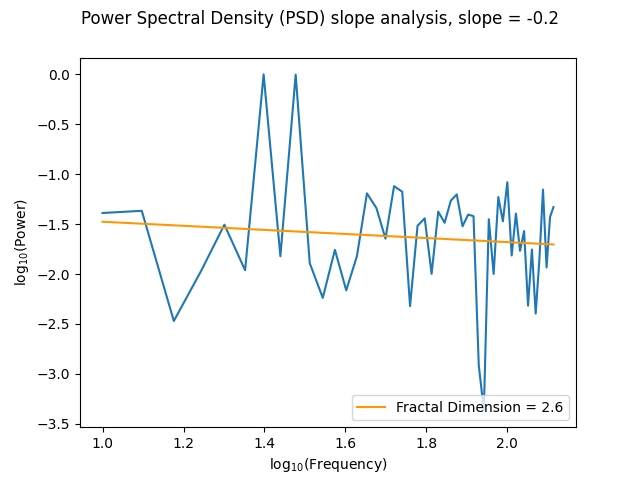 Power Spectral Density (PSD) slope analysis, slope = -0.2
0.0
−0.5
−1.0
−1.5
−2.0
−2.5
−3.0
−3.5
log₁₀(Power)
Fractal Dimension = 2.6
1.0 1.2 1.4 1.6 1.8 2.0
log₁₀(Frequency)